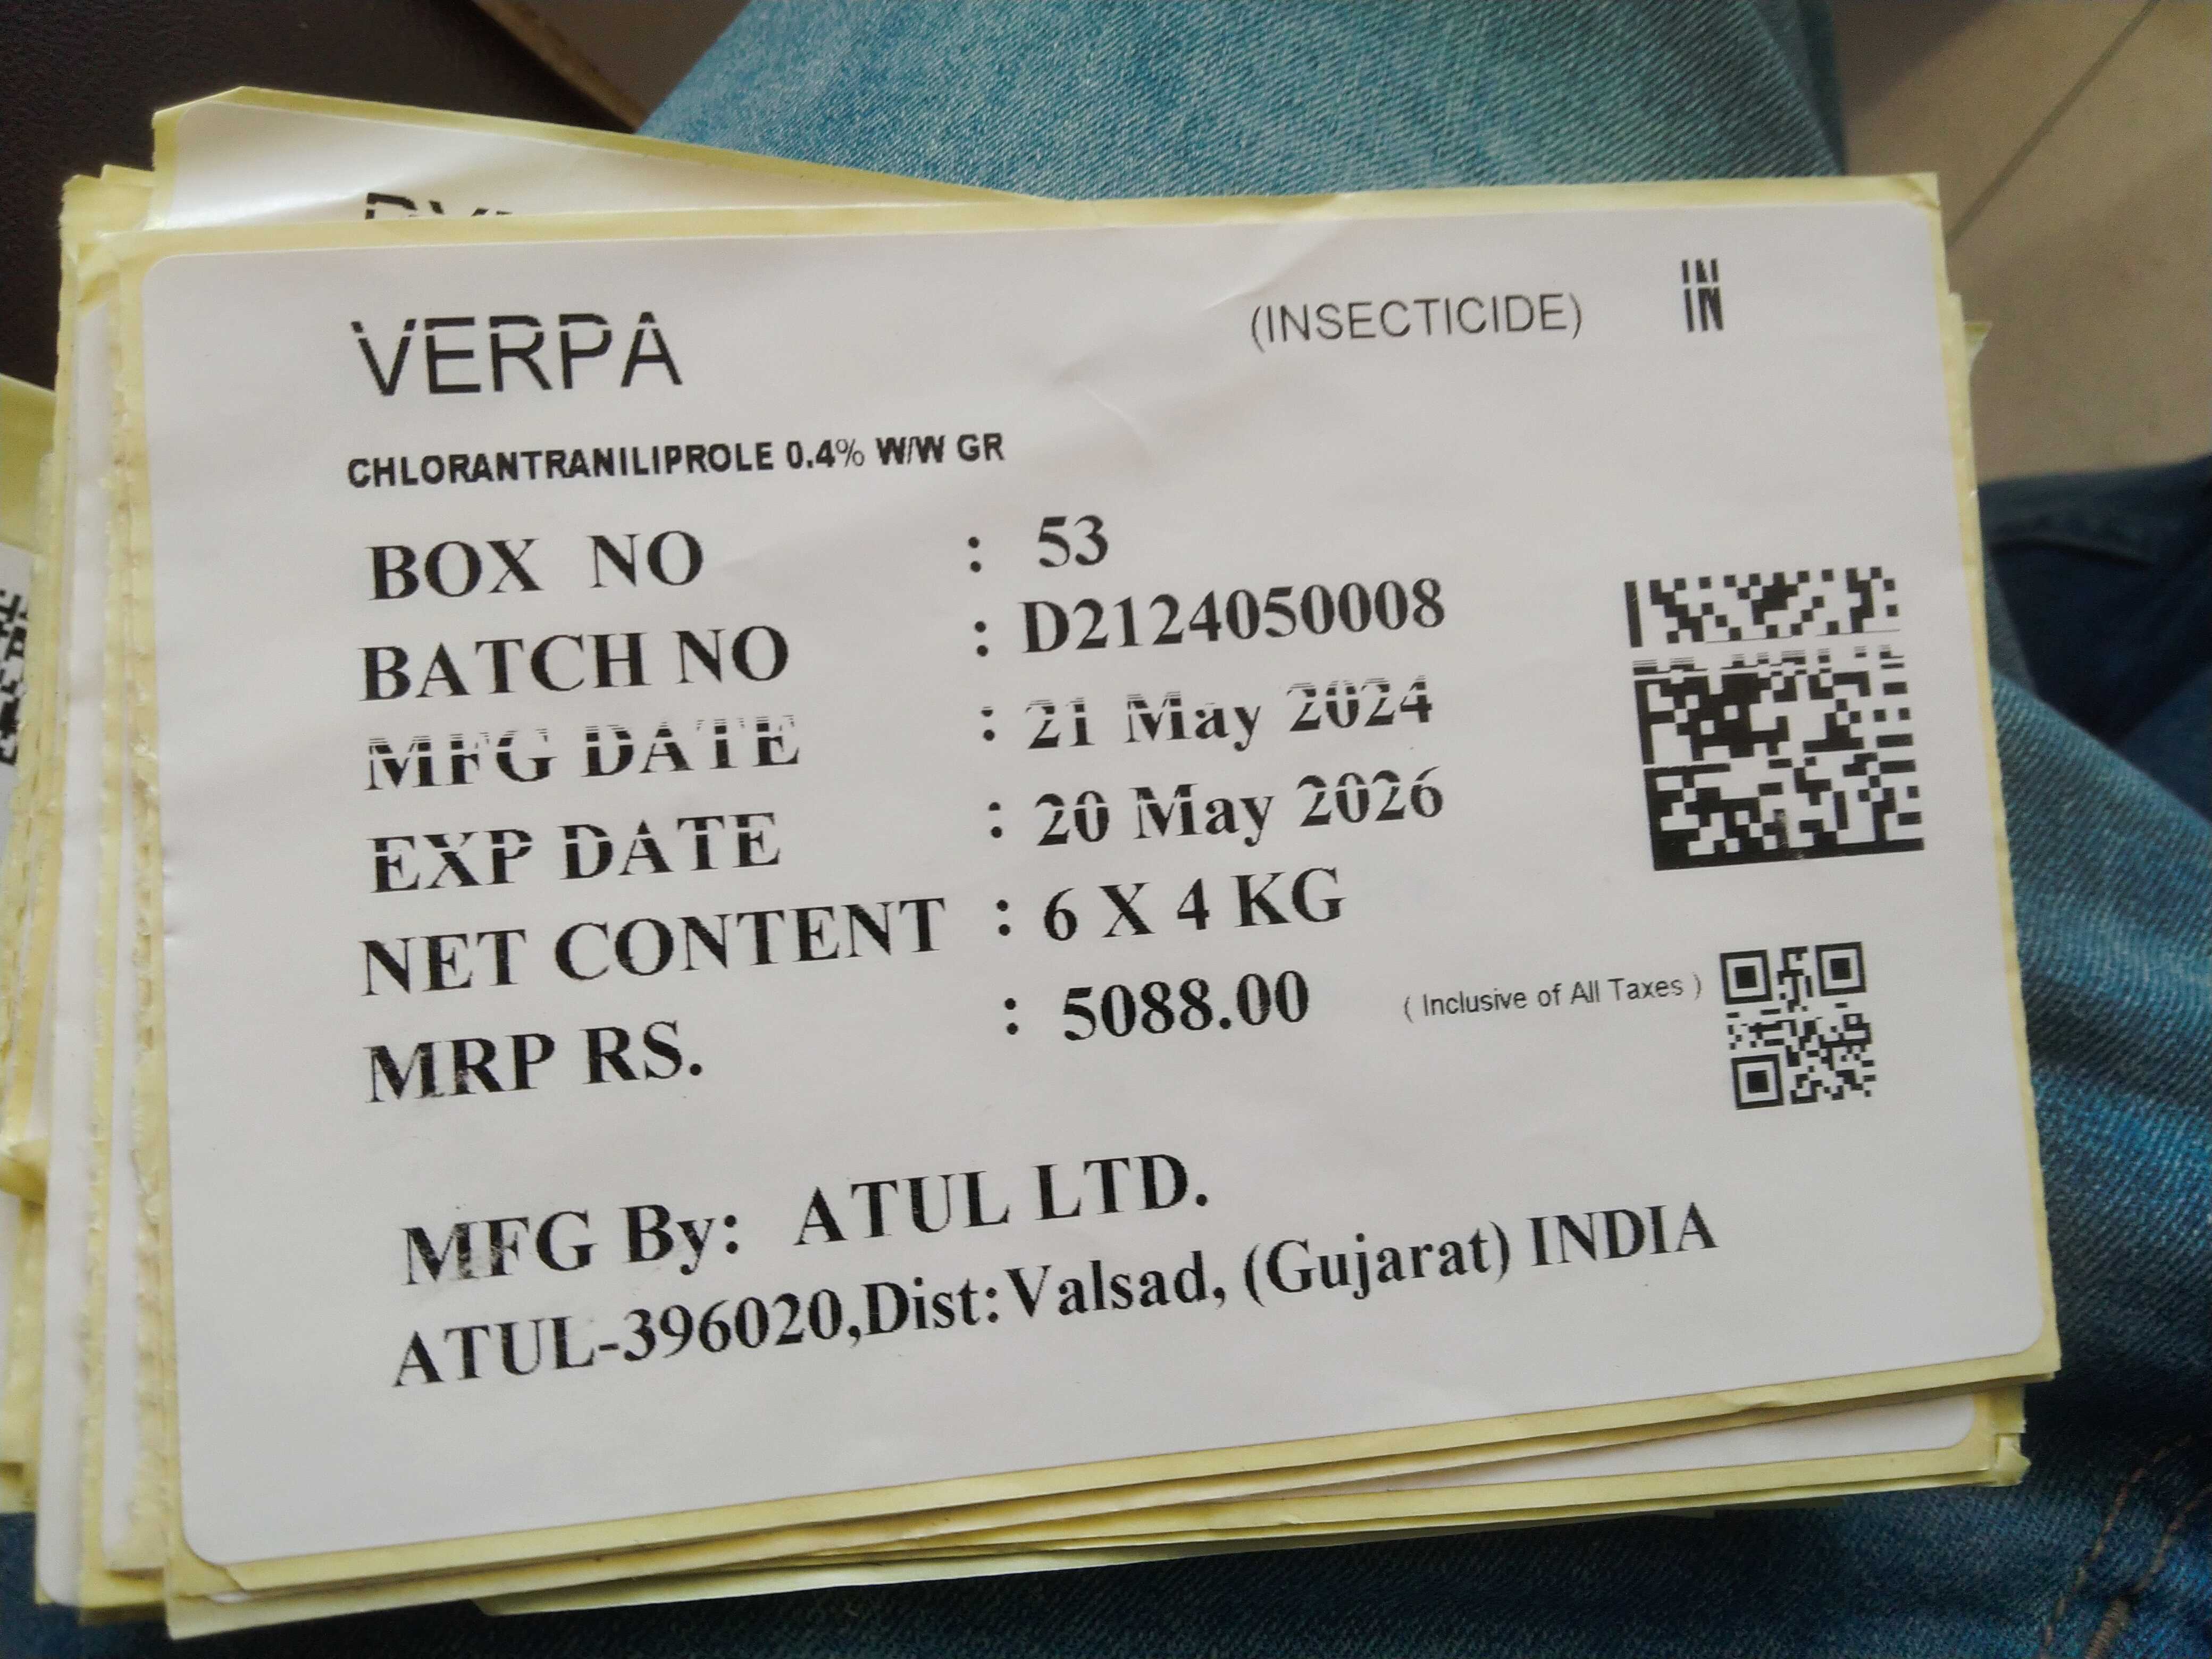 VERPA (INSECTICIDE) IN
CHLORANTRANILIPROLE 0.4% W/W GR
BOX NO : 53
BATCH NO : D2124050008
MFG DATE : 21 May 2024
EXP DATE : 20 May 2026
NET CONTENT : 6 X 4 KG
MRP RS. : 5088.00 ( Inclusive of All Taxes )
MFG By: ATUL LTD.
ATUL-396020,Dist:Valsad, (Gujarat) INDIA